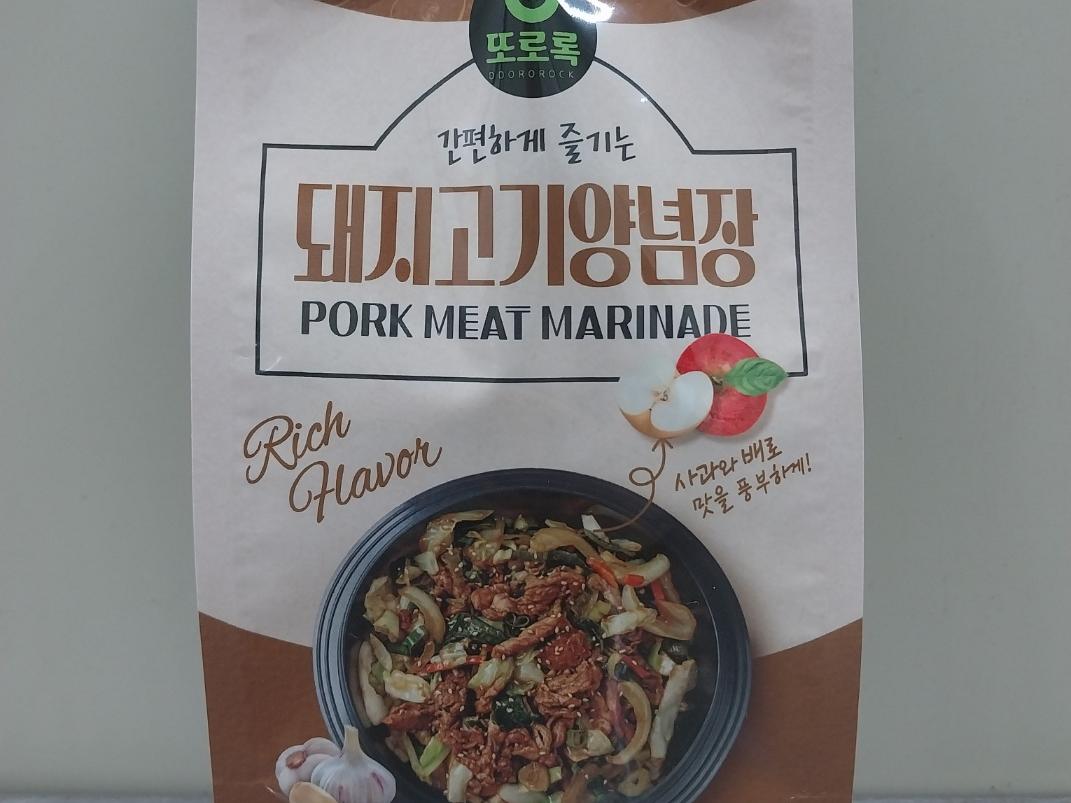 또로록
DOOROROCK
간편하게 즐기는
돼지고기양념장
PORK MEAT MARINADE
Rich
Flavor
사과와 배로
맛을 풍부하게!